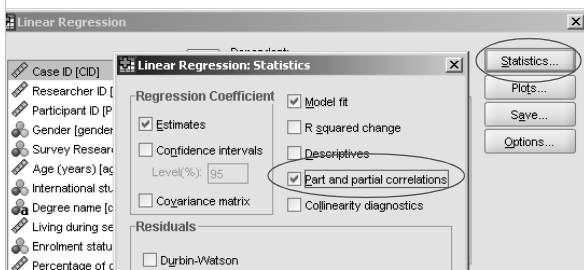 Linear Regression
Case ID [CID]
Researcher ID [
Participant ID [P
Gender [gender
Survey Resear
Age (years) [ag
International stu
Degree name [c
Living during se
Enrolment statu
Percentage of c
Linear Regression: Statistics
Regression Coefficient
Estimates
Confidence intervals
Level(%): 95
Covariance matrix
Model fit
R squared change
Descriptives
Part and partial correlations
Collinearity diagnostics
Residuals
Durbin-Watson
Statistics...
Plots...
Save...
Options...